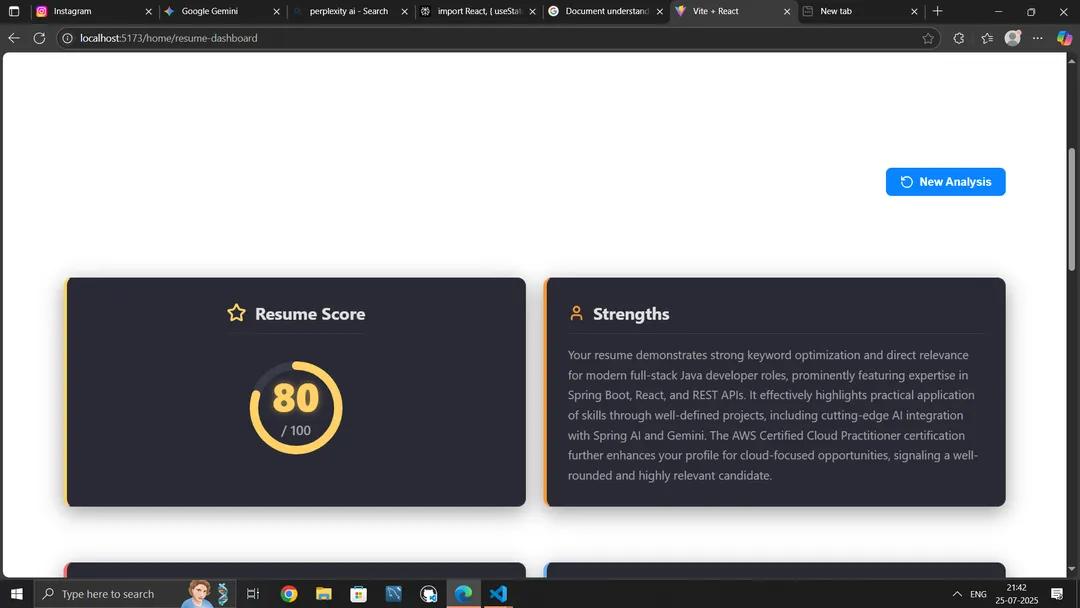 Instagram
Google Gemini
perplexity ai - Search
import React, { useStat
Document understand
Vite + React
New tab
localhost:5173/home/resume-dashboard
New Analysis
Resume Score
80
/ 100
Strengths
Your resume demonstrates strong keyword optimization and direct relevance
for modern full-stack Java developer roles, prominently featuring expertise in
Spring Boot, React, and REST APIs. It effectively highlights practical application
of skills through well-defined projects, including cutting-edge AI integration
with Spring AI and Gemini. The AWS Certified Cloud Practitioner certification
further enhances your profile for cloud-focused opportunities, signaling a well-
rounded and highly relevant candidate.
Type here to search
ENG
21:42
25-07-2025